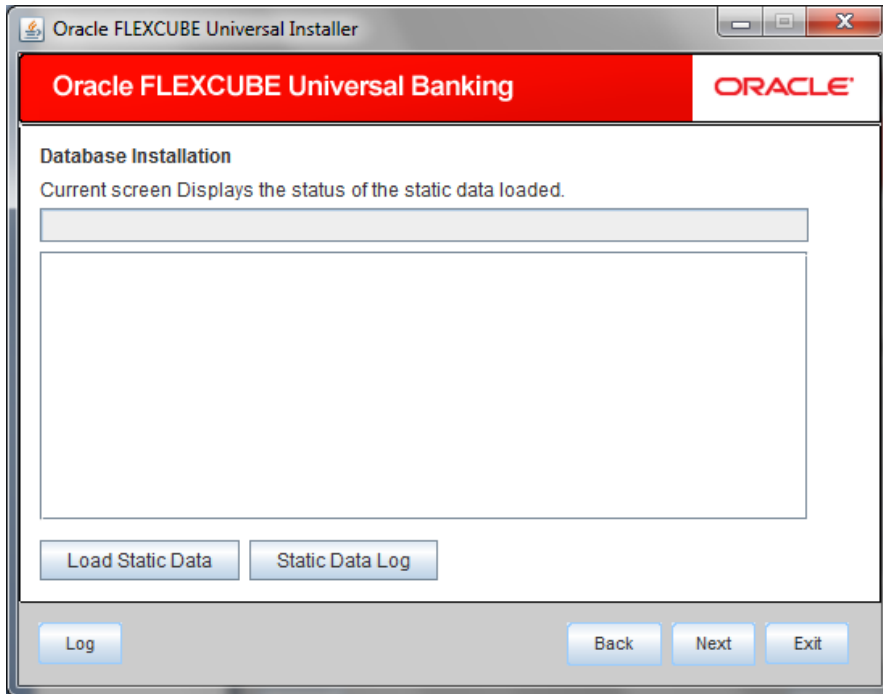 Oracle FLEXCUBE Universal Installer
Oracle FLEXCUBE Universal Banking
ORACLE
Database Installation
Current screen Displays the status of the static data loaded.
Load Static Data
Static Data Log
Log
Back
Next
Exit